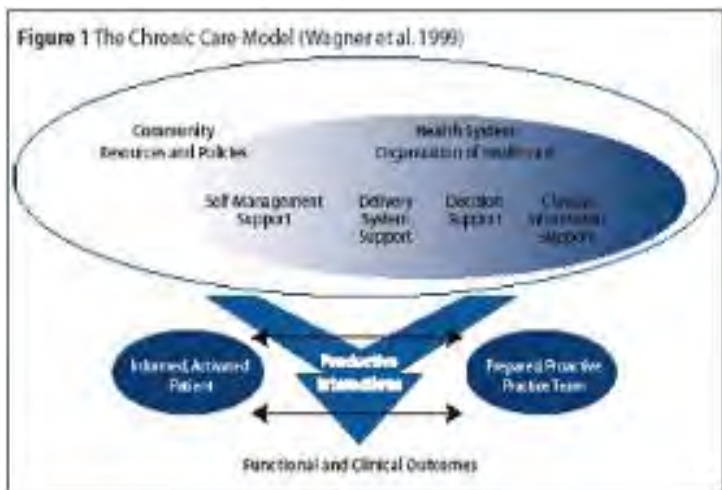 Figure 1 The Chronic Care Model (Wagner et al. 1999)
Community
Resources and Policies
Health System
Organization of Healthcare
Self-Management
Support
Delivery
System
Support
Decision
Support
Clinical
Information
Support
Informed, Activated
Patient
Productive
Interactions
Prepared, Proactive
Practice Team
Functional and Clinical Outcomes